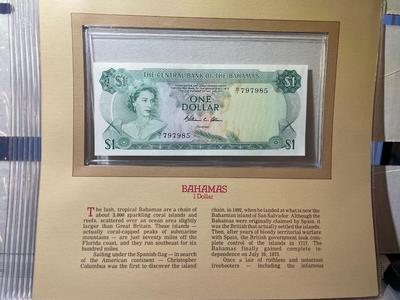 $1 THE CENTRAL BANK OF THE BAHAMAS $1
797985
ONE
DOLLAR
797985
$1 $1
BAHAMAS
1 Dollar
The lush, tropical Bahamas are a chain of
about 3,000 sparkling coral islands and
reefs, scattered over an ocean area slightly
larger than Great Britain. These islands —
actually coral-capped peaks of submarine
mountains — are just seventy miles off the
Florida coast, and they run southeast for six
hundred miles.
Sailing under the Spanish flag — in search
of the American continent — Christopher
Columbus was the first to discover the island
chain, in 1492, when he landed at what is now the
Bahamian island of San Salvador. Although the
Bahamas were originally claimed by Spain, it
was the British that actually settled the Islands.
Then, after years of bloody territorial warfare
with Spain, the British government took
complete control of the islands in 1717. The
Bahamas finally gained complete in-
dependence on July 10, 1973.
Once a lair of ruthless and notorious
freebooters — including the infamous